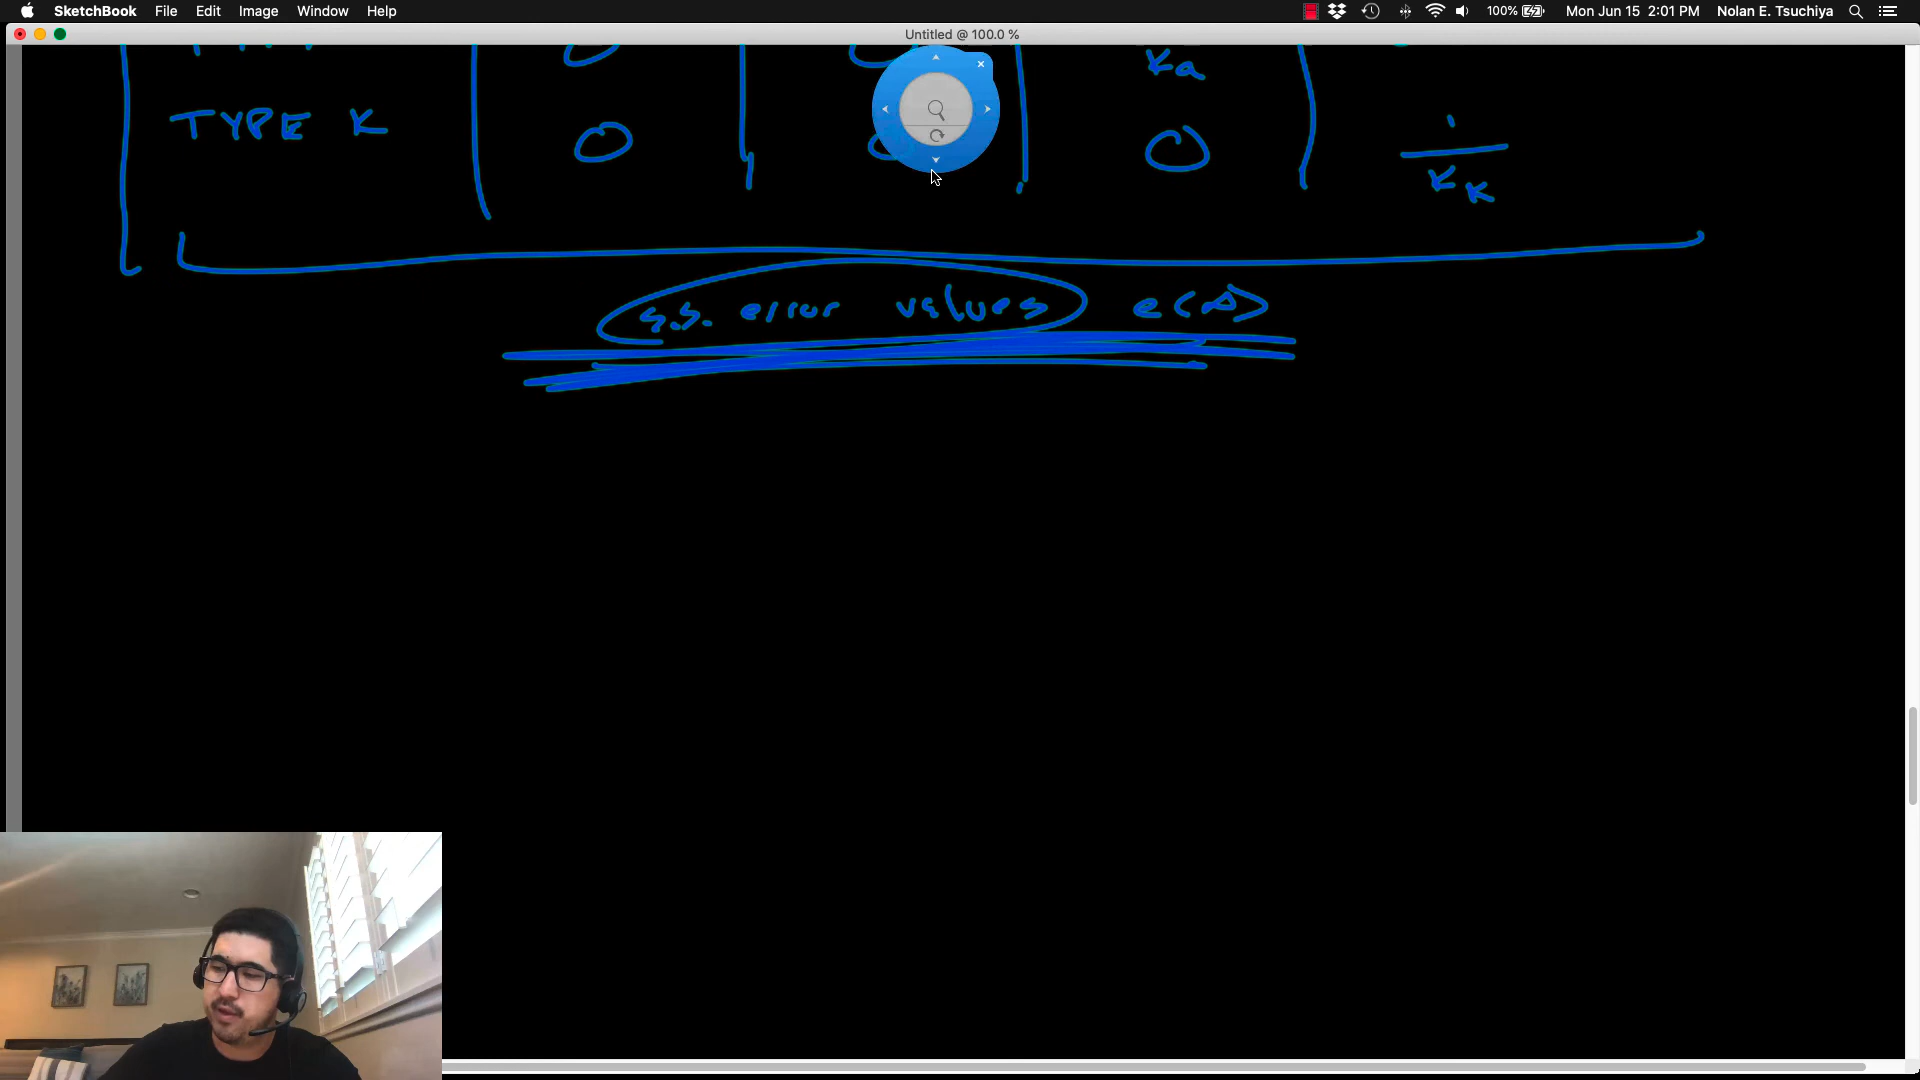 SketchBook File Edit Image Window Help 100% Mon Jun 15 2:01 PM Nolan E. Tsuchiya
Untitled @ 100.0 %
Ka
TYPE K 0 0 KK
s.s. error values e(∞)